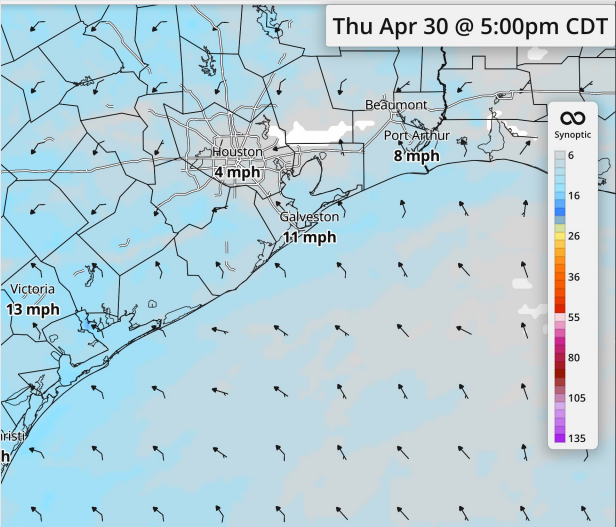 Thu Apr 30 @ 5:00pm CDT
Beaumont
Port Arthur
8 mph
Houston
4 mph
Galveston
11 mph
Victoria
13 mph
risti
h
Synoptic
6
16
26
36
55
80
105
135